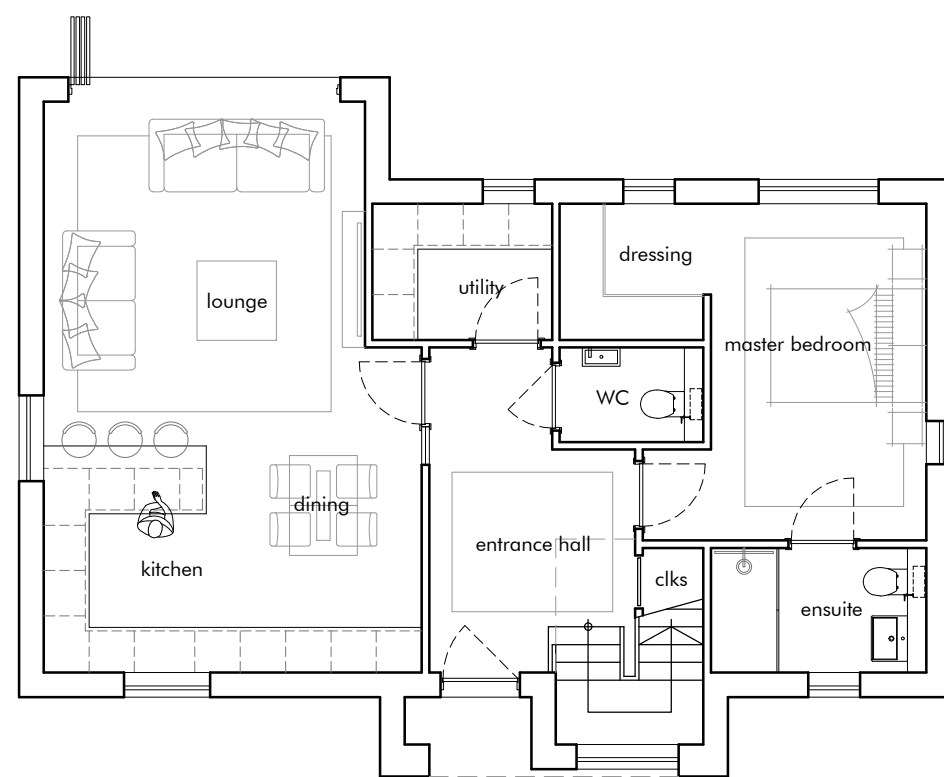 dressing
utility
lounge
master bedroom
WC
dining
entrance hall
kitchen
clks
ensuite